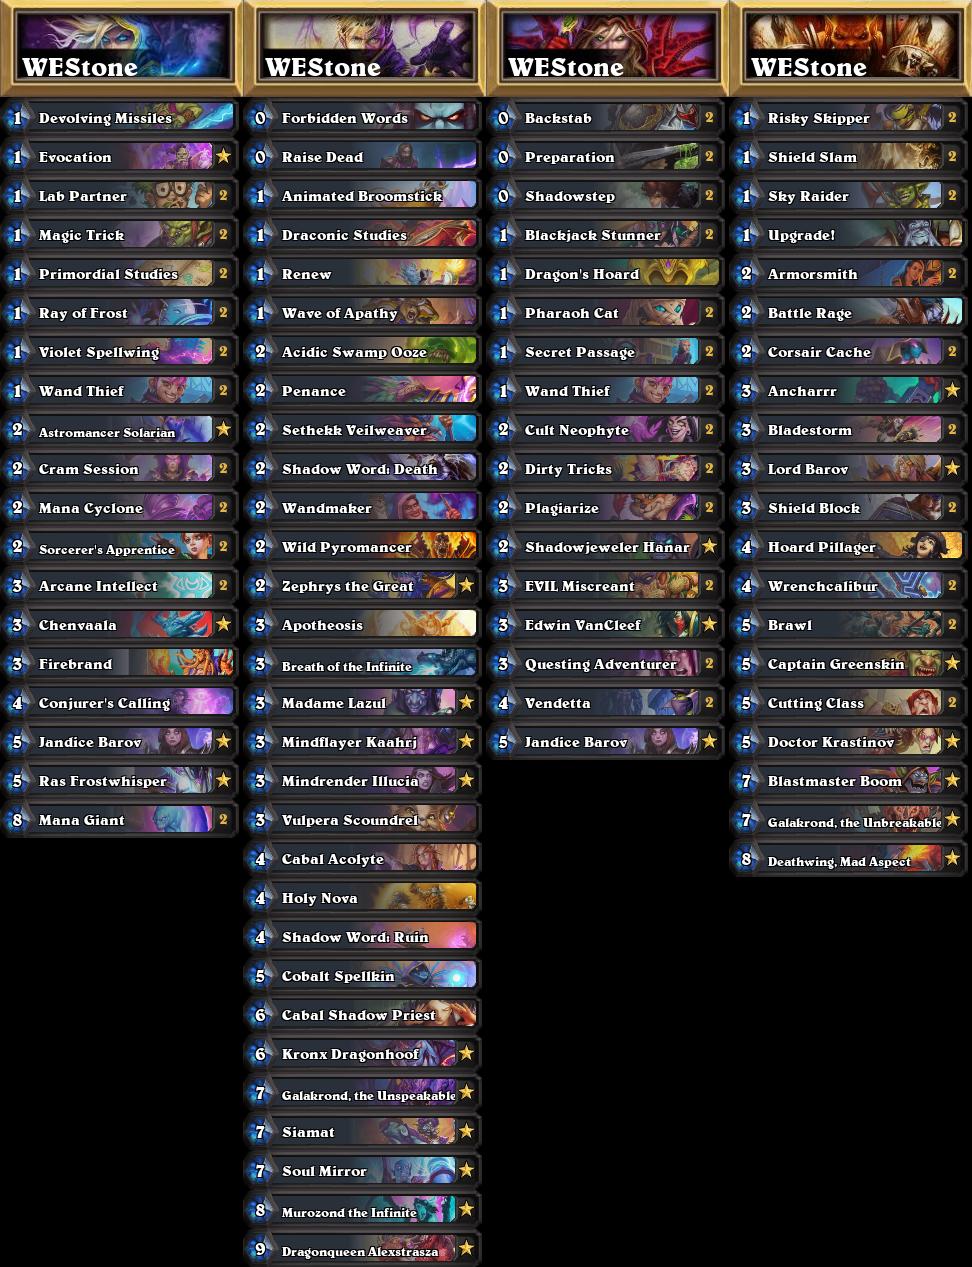 WEStone
1 Devolving Missiles
1 Evocation
1 Lab Partner 2
1 Magic Trick 2
1 Primordial Studies 2
1 Ray of Frost 2
1 Violet Spellwing 2
1 Wand Thief 2
2 Astromancer Solarian
2 Cram Session 2
2 Mana Cyclone 2
2 Sorcerer's Apprentice 2
3 Arcane Intellect 2
3 Chenvaala
3 Firebrand
4 Conjurer's Calling
5 Jandice Barov
5 Ras Frostwhisper
8 Mana Giant 2
WEStone
0 Forbidden Words
0 Raise Dead
1 Animated Broomstick
1 Draconic Studies
1 Renew
1 Wave of Apathy
2 Acidic Swamp Ooze
2 Penance
2 Sethekk Veilweaver
2 Shadow Word: Death
2 Wandmaker
2 Wild Pyromancer
2 Zephrys the Great
3 Apotheosis
3 Breath of the Infinite
3 Madame Lazul
3 Mindflayer Kaahrj
3 Mindrender Illucia
3 Vulpera Scoundrel
4 Cabal Acolyte
4 Holy Nova
4 Shadow Word: Ruin
5 Cobalt Spellkin
6 Cabal Shadow Priest
6 Kronx Dragonhoof
7 Galakrond, the Unspeakable
7 Siamat
7 Soul Mirror
8 Murozond the Infinite
9 Dragonqueen Alexstrasza
WEStone
0 Backstab 2
0 Preparation 2
0 Shadowstep 2
1 Blackjack Stunner 2
1 Dragon's Hoard
1 Pharaoh Cat 2
1 Secret Passage 2
1 Wand Thief 2
2 Cult Neophyte 2
2 Dirty Tricks 2
2 Plagiarize 2
2 Shadowjeweler Hanar
3 EVIL Miscreant 2
3 Edwin VanCleef
3 Questing Adventurer 2
4 Vendetta 2
5 Jandice Barov
WEStone
1 Risky Skipper 2
1 Shield Slam 2
1 Sky Raider 2
1 Upgrade!
2 Armorsmith 2
2 Battle Rage
2 Corsair Cache 2
3 Ancharrr
3 Bladestorm 2
3 Lord Barov
3 Shield Block 2
4 Hoard Pillager
4 Wrenchcalibur 2
5 Brawl 2
5 Captain Greenskin
5 Cutting Class 2
5 Doctor Krastinov
7 Blastmaster Boom
7 Galakrond, the Unbreakable
8 Deathwing, Mad Aspect